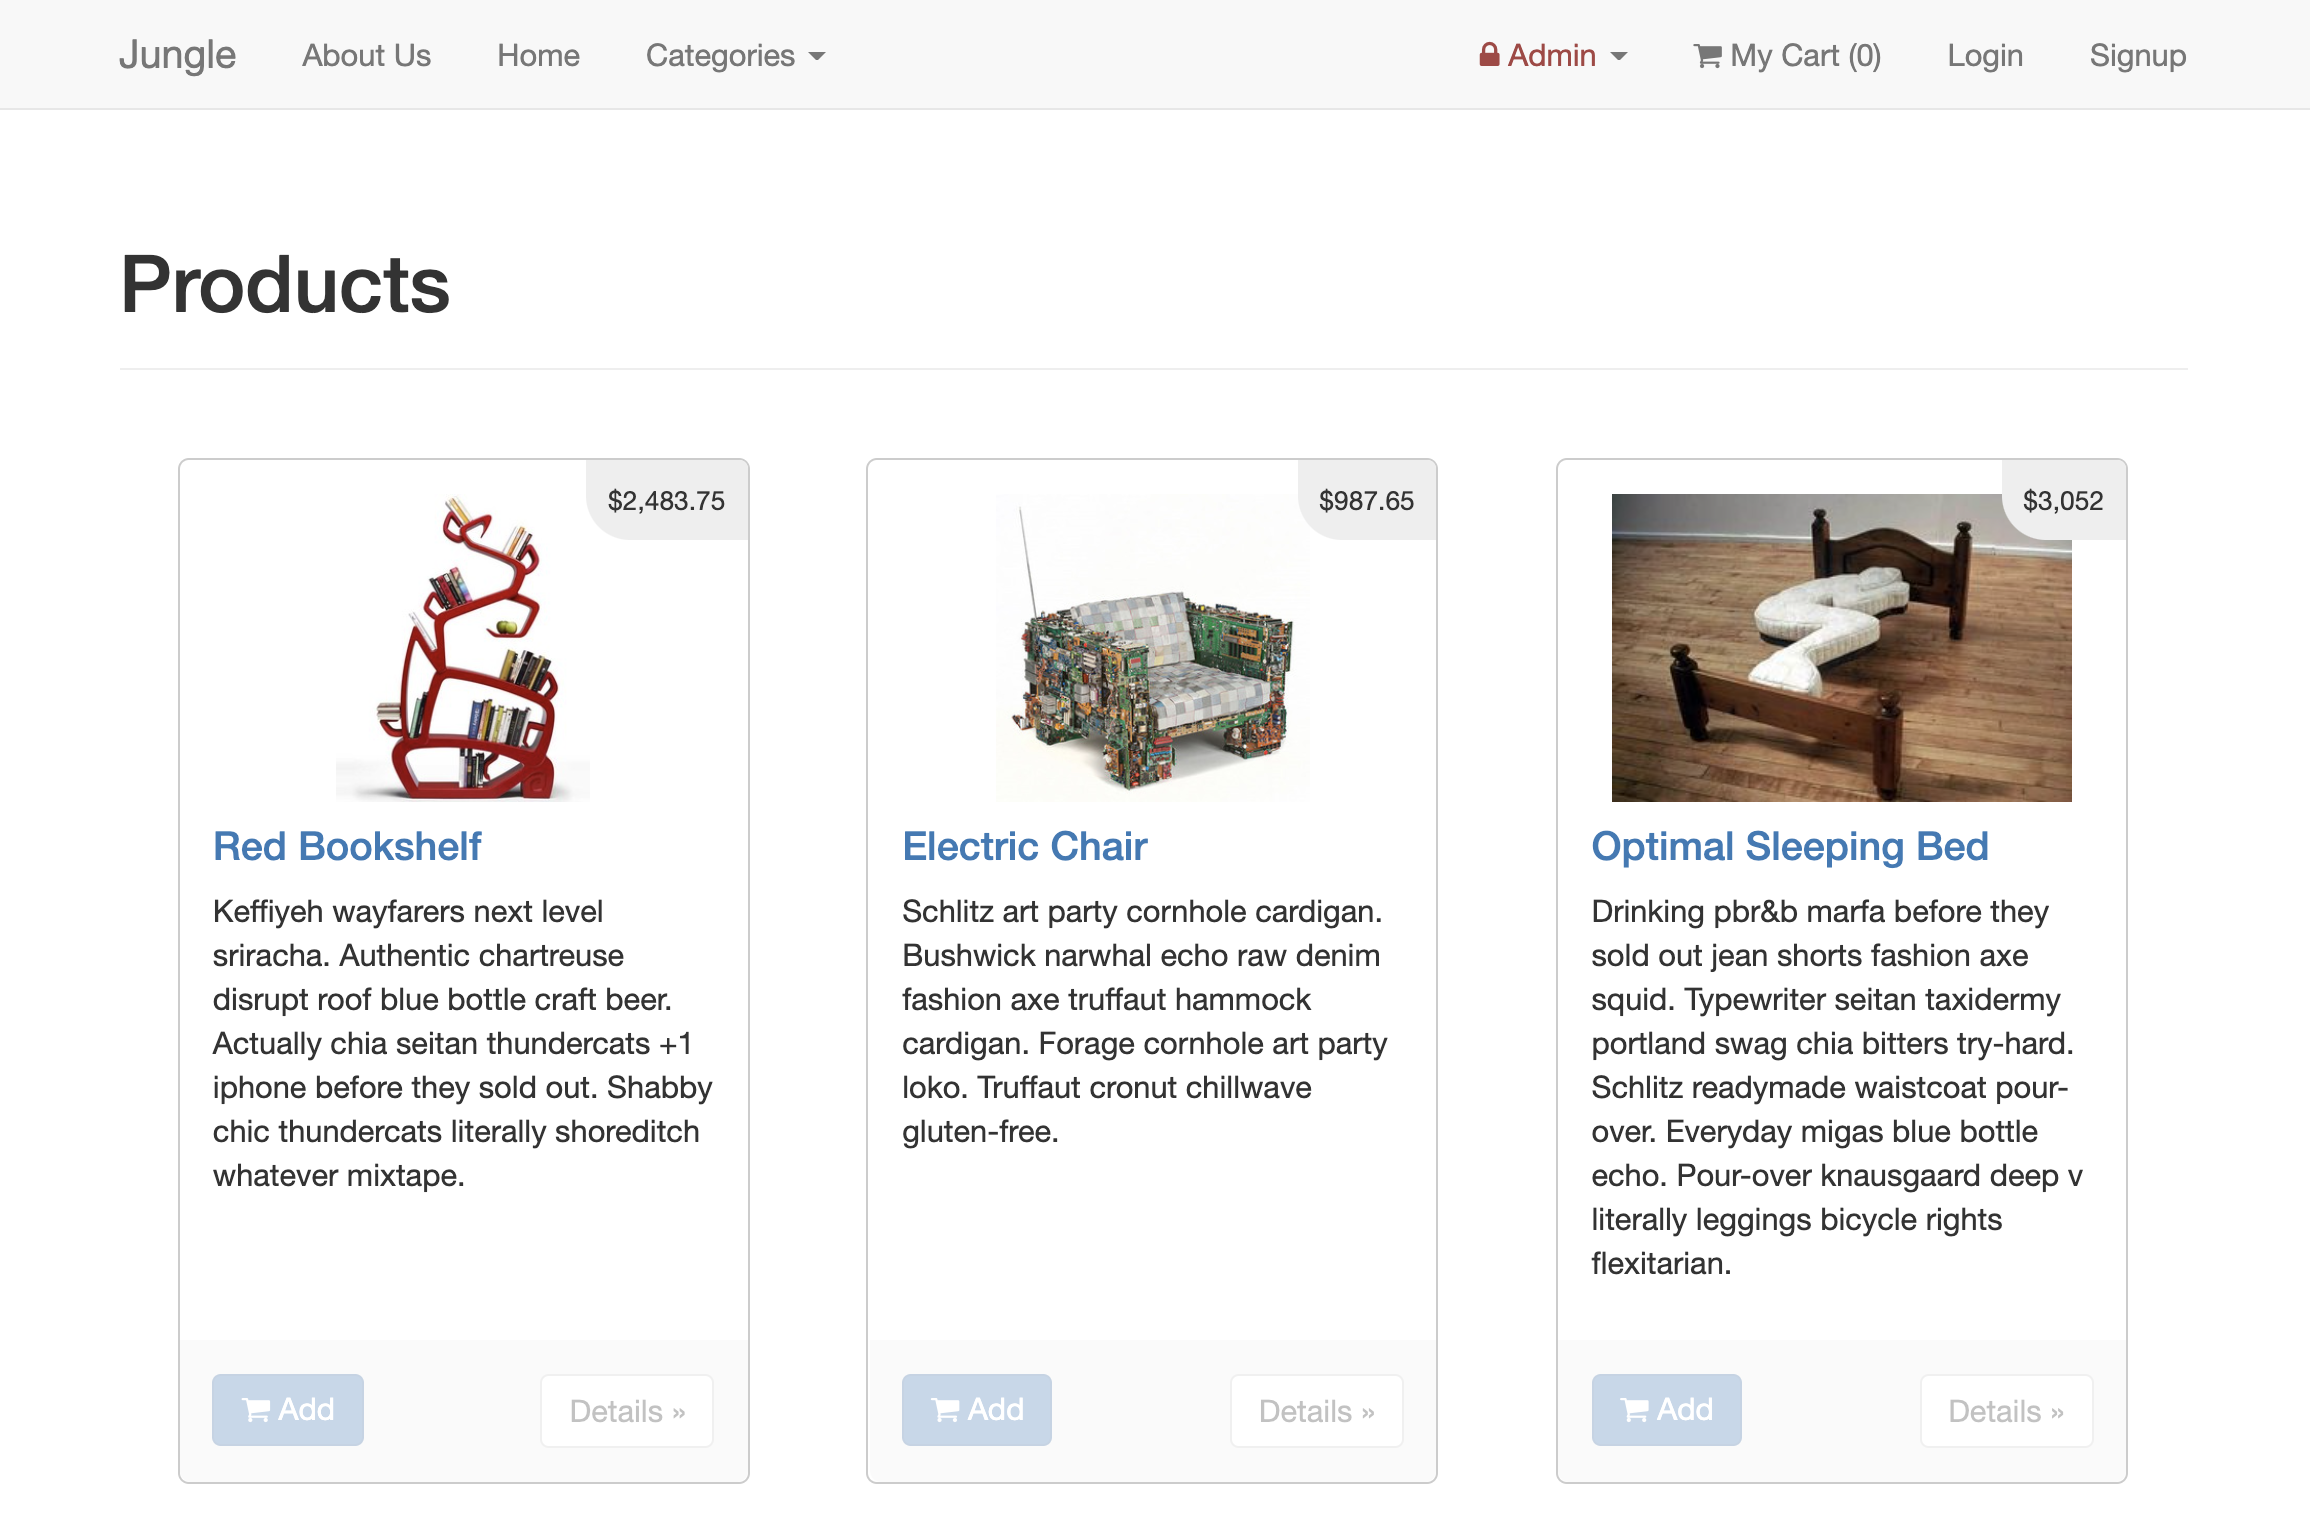 Jungle About Us Home Categories Admin My Cart (0) Login Signup
Products
$2,483.75
Red Bookshelf
Keffiyeh wayfarers next level
sriracha. Authentic chartreuse
disrupt roof blue bottle craft beer.
Actually chia seitan thundercats +1
iphone before they sold out. Shabby
chic thundercats literally shoreditch
whatever mixtape.
Add Details »
$987.65
Electric Chair
Schlitz art party cornhole cardigan.
Bushwick narwhal echo raw denim
fashion axe truffaut hammock
cardigan. Forage cornhole art party
loko. Truffaut cronut chillwave
gluten-free.
Add Details »
$3,052
Optimal Sleeping Bed
Drinking pbr&b marfa before they
sold out jean shorts fashion axe
squid. Typewriter seitan taxidermy
portland swag chia bitters try-hard.
Schlitz readymade waistcoat pour-
over. Everyday migas blue bottle
echo. Pour-over knausgaard deep v
literally leggings bicycle rights
flexitarian.
Add Details »